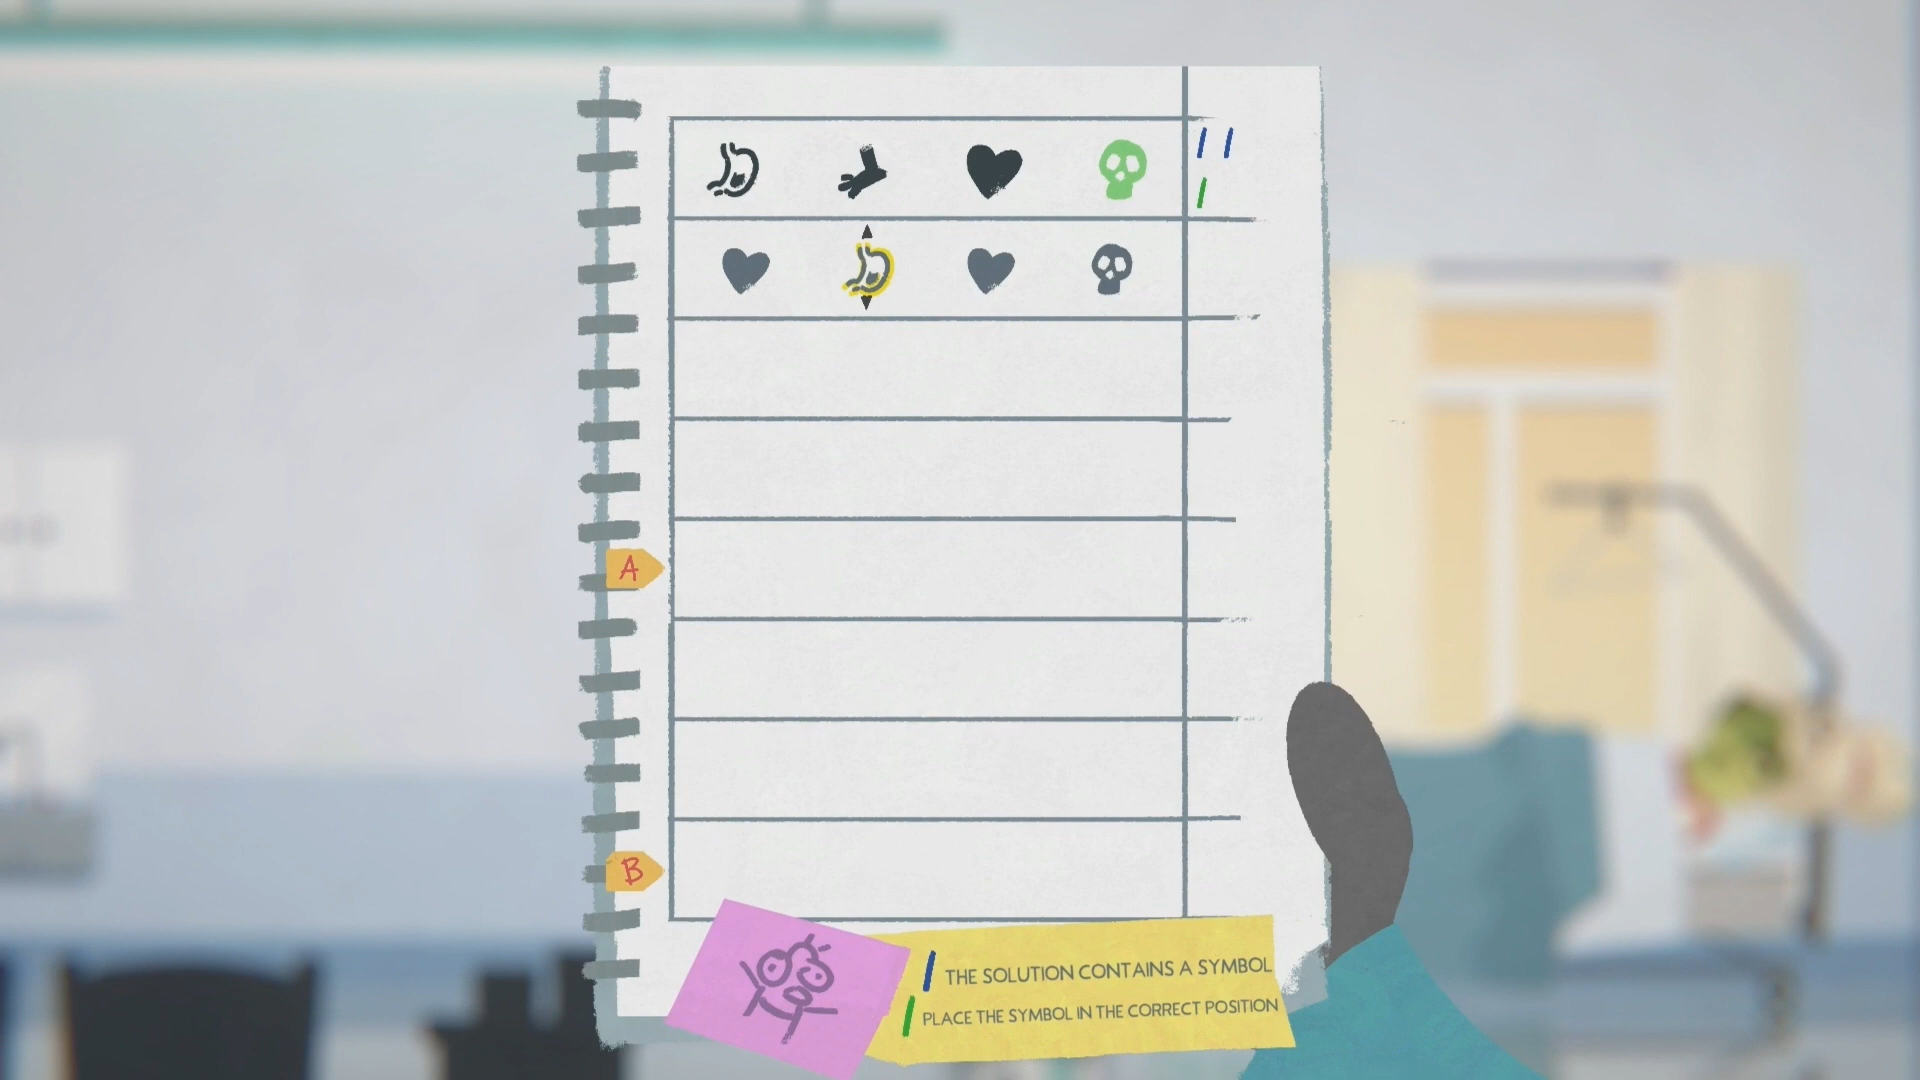 A
B
THE SOLUTION CONTAINS A SYMBOL
PLACE THE SYMBOL IN THE CORRECT POSITION